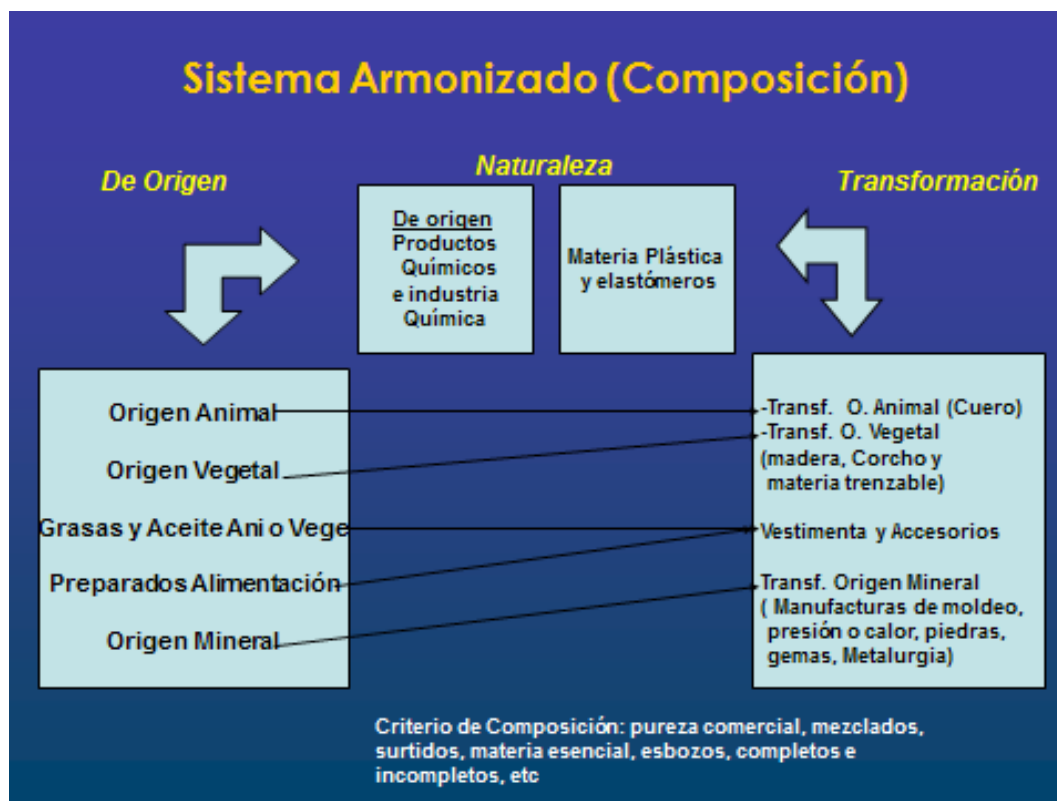 Sistema Armonizado (Composición)
De Origen
Naturaleza
Transformación
De origen
Productos
Químicos
e industria
Química
Materia Plástica
y elastómeros
Origen Animal
Origen Vegetal
Grasas y Aceite Ani o Vege
Preparados Alimentación
Origen Mineral
-Transf. O. Animal (Cuero)
-Transf. O. Vegetal
(madera, Corcho y
materia trenzable)
Vestimenta y Accesorios
Transf. Origen Mineral
( Manufacturas de moldeo,
presión o calor, piedras,
gemas, Metalurgia)
Criterio de Composición: pureza comercial, mezclados,
surtidos, materia esencial, esbozos, completos e
incompletos, etc